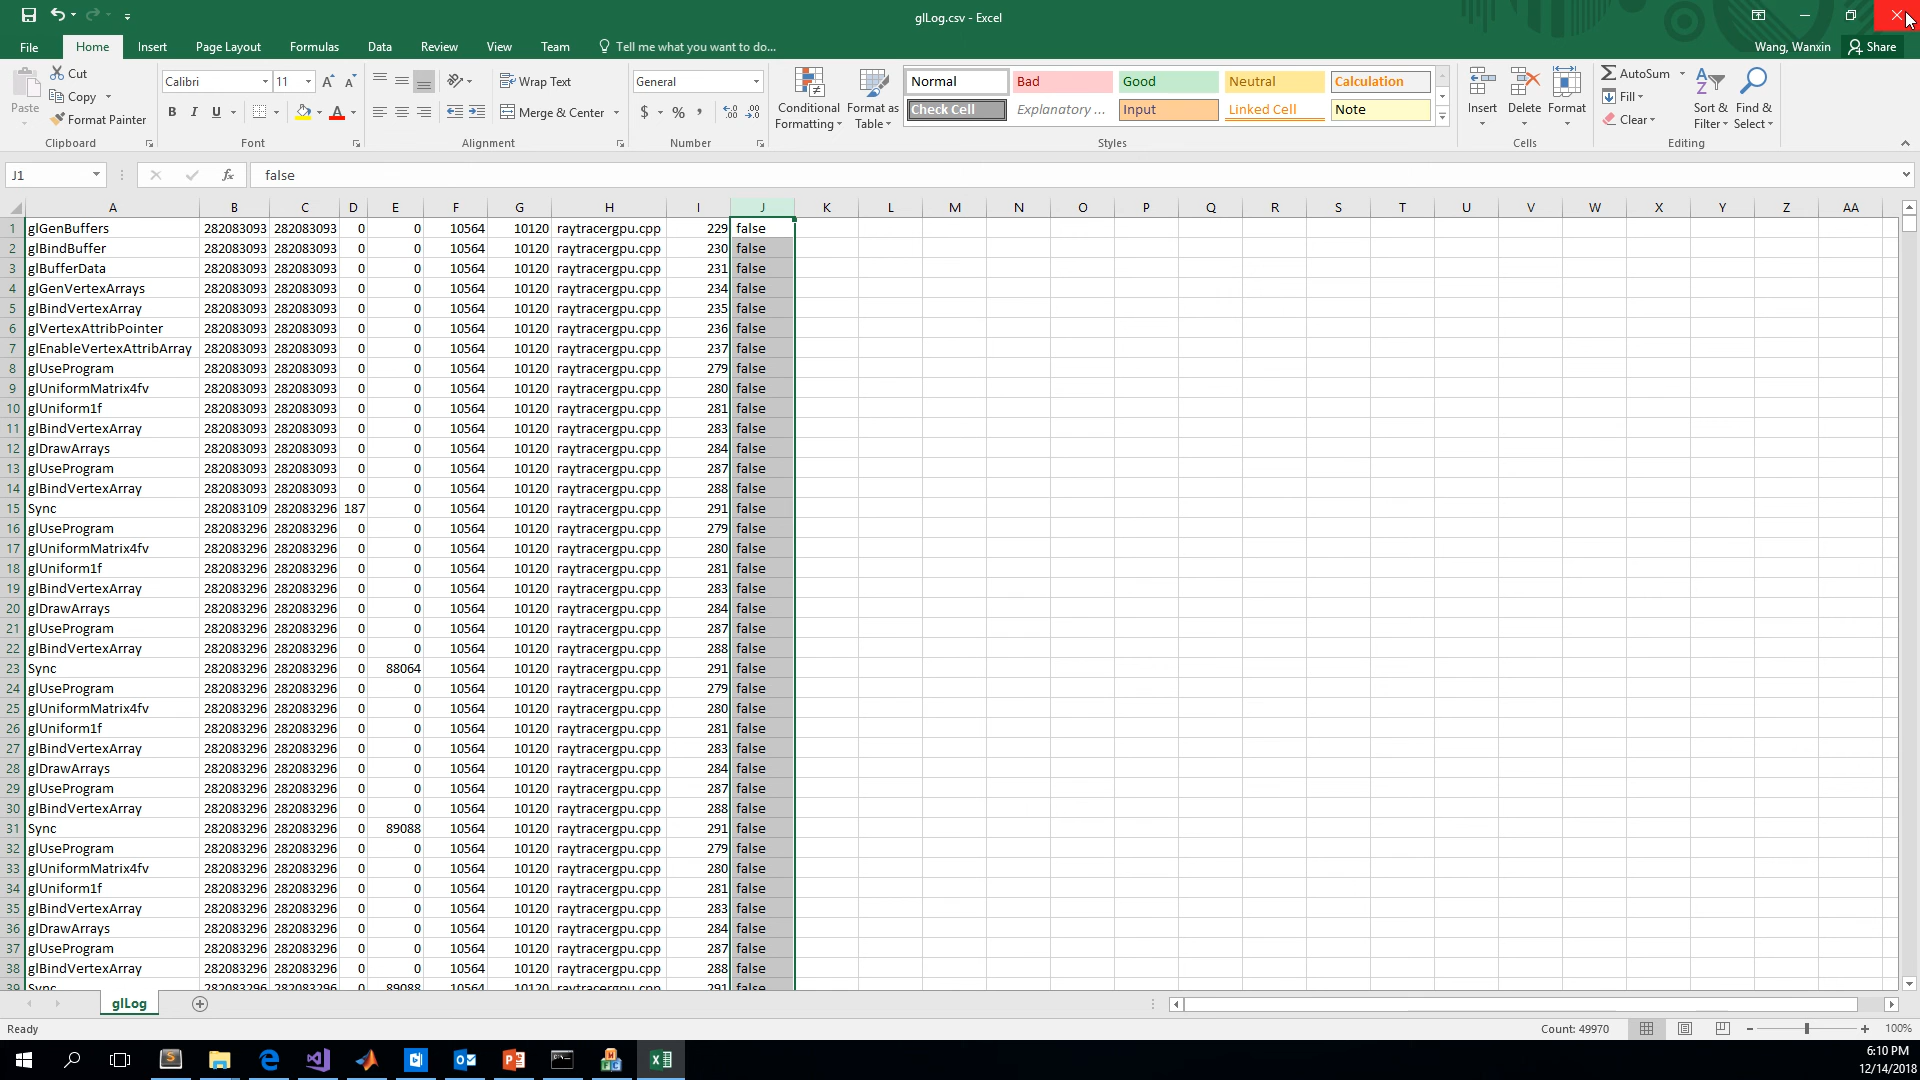 glLog.csv - Excel
File Home Insert Page Layout Formulas Data Review View Team Tell me what you want to do... Wang, Wanxin Share
Paste Cut Copy Format Painter Clipboard
Calibri 11 B I U A Font
Wrap Text Merge & Center Alignment
General $ % , Number
Conditional Formatting Format as Table
Normal Bad Good Neutral Calculation
Check Cell Explanatory ... Input Linked Cell Note
Styles
Insert Delete Format Cells
AutoSum Fill Clear Sort & Filter Find & Select Editing
J1 fx false
A B C D E F G H I J K L M N O P Q R S T U V W X Y Z AA
1 glGenBuffers 282083093 282083093 0 0 10564 10120 raytracergpu.cpp 229 false
2 glBindBuffer 282083093 282083093 0 0 10564 10120 raytracergpu.cpp 230 false
3 glBufferData 282083093 282083093 0 0 10564 10120 raytracergpu.cpp 231 false
4 glGenVertexArrays 282083093 282083093 0 0 10564 10120 raytracergpu.cpp 234 false
5 glBindVertexArray 282083093 282083093 0 0 10564 10120 raytracergpu.cpp 235 false
6 glVertexAttribPointer 282083093 282083093 0 0 10564 10120 raytracergpu.cpp 236 false
7 glEnableVertexAttribArray 282083093 282083093 0 0 10564 10120 raytracergpu.cpp 237 false
8 glUseProgram 282083093 282083093 0 0 10564 10120 raytracergpu.cpp 279 false
9 glUniformMatrix4fv 282083093 282083093 0 0 10564 10120 raytracergpu.cpp 280 false
10 glUniform1f 282083093 282083093 0 0 10564 10120 raytracergpu.cpp 281 false
11 glBindVertexArray 282083093 282083093 0 0 10564 10120 raytracergpu.cpp 283 false
12 glDrawArrays 282083093 282083093 0 0 10564 10120 raytracergpu.cpp 284 false
13 glUseProgram 282083093 282083093 0 0 10564 10120 raytracergpu.cpp 287 false
14 glBindVertexArray 282083093 282083093 0 0 10564 10120 raytracergpu.cpp 288 false
15 Sync 282083109 282083296 187 0 10564 10120 raytracergpu.cpp 291 false
16 glUseProgram 282083296 282083296 0 0 10564 10120 raytracergpu.cpp 279 false
17 glUniformMatrix4fv 282083296 282083296 0 0 10564 10120 raytracergpu.cpp 280 false
18 glUniform1f 282083296 282083296 0 0 10564 10120 raytracergpu.cpp 281 false
19 glBindVertexArray 282083296 282083296 0 0 10564 10120 raytracergpu.cpp 283 false
20 glDrawArrays 282083296 282083296 0 0 10564 10120 raytracergpu.cpp 284 false
21 glUseProgram 282083296 282083296 0 0 10564 10120 raytracergpu.cpp 287 false
22 glBindVertexArray 282083296 282083296 0 0 10564 10120 raytracergpu.cpp 288 false
23 Sync 282083296 282083296 0 88064 10564 10120 raytracergpu.cpp 291 false
24 glUseProgram 282083296 282083296 0 0 10564 10120 raytracergpu.cpp 279 false
25 glUniformMatrix4fv 282083296 282083296 0 0 10564 10120 raytracergpu.cpp 280 false
26 glUniform1f 282083296 282083296 0 0 10564 10120 raytracergpu.cpp 281 false
27 glBindVertexArray 282083296 282083296 0 0 10564 10120 raytracergpu.cpp 283 false
28 glDrawArrays 282083296 282083296 0 0 10564 10120 raytracergpu.cpp 284 false
29 glUseProgram 282083296 282083296 0 0 10564 10120 raytracergpu.cpp 287 false
30 glBindVertexArray 282083296 282083296 0 0 10564 10120 raytracergpu.cpp 288 false
31 Sync 282083296 282083296 0 89088 10564 10120 raytracergpu.cpp 291 false
32 glUseProgram 282083296 282083296 0 0 10564 10120 raytracergpu.cpp 279 false
33 glUniformMatrix4fv 282083296 282083296 0 0 10564 10120 raytracergpu.cpp 280 false
34 glUniform1f 282083296 282083296 0 0 10564 10120 raytracergpu.cpp 281 false
35 glBindVertexArray 282083296 282083296 0 0 10564 10120 raytracergpu.cpp 283 false
36 glDrawArrays 282083296 282083296 0 0 10564 10120 raytracergpu.cpp 284 false
37 glUseProgram 282083296 282083296 0 0 10564 10120 raytracergpu.cpp 287 false
38 glBindVertexArray 282083296 282083296 0 0 10564 10120 raytracergpu.cpp 288 false
39 Sync 282083296 282083296 0 89088 10564 10120 raytracergpu.cpp 291 false
glLog
Ready Count: 49970 100%
6:10 PM
12/14/2018